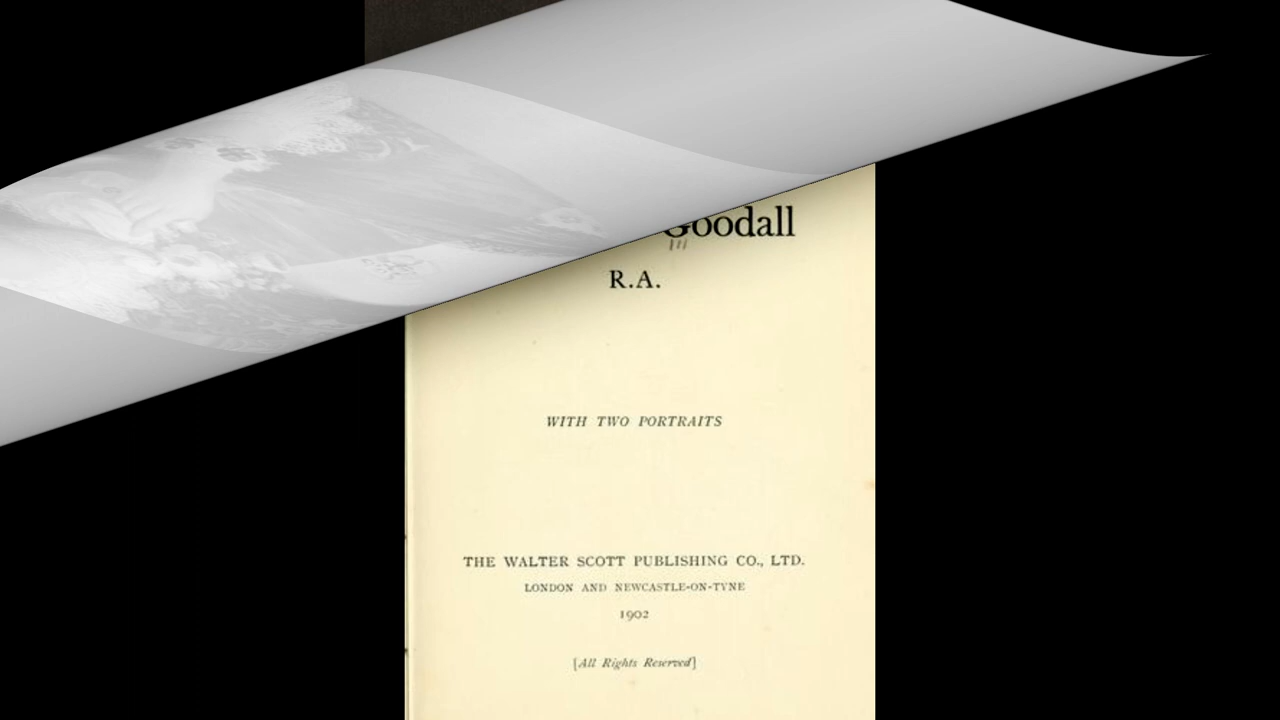 Goodall
R.A.
WITH TWO PORTRAITS
THE WALTER SCOTT PUBLISHING CO., LTD.
LONDON AND NEWCASTLE-ON-TYNE
1902
[All Rights Reserved]